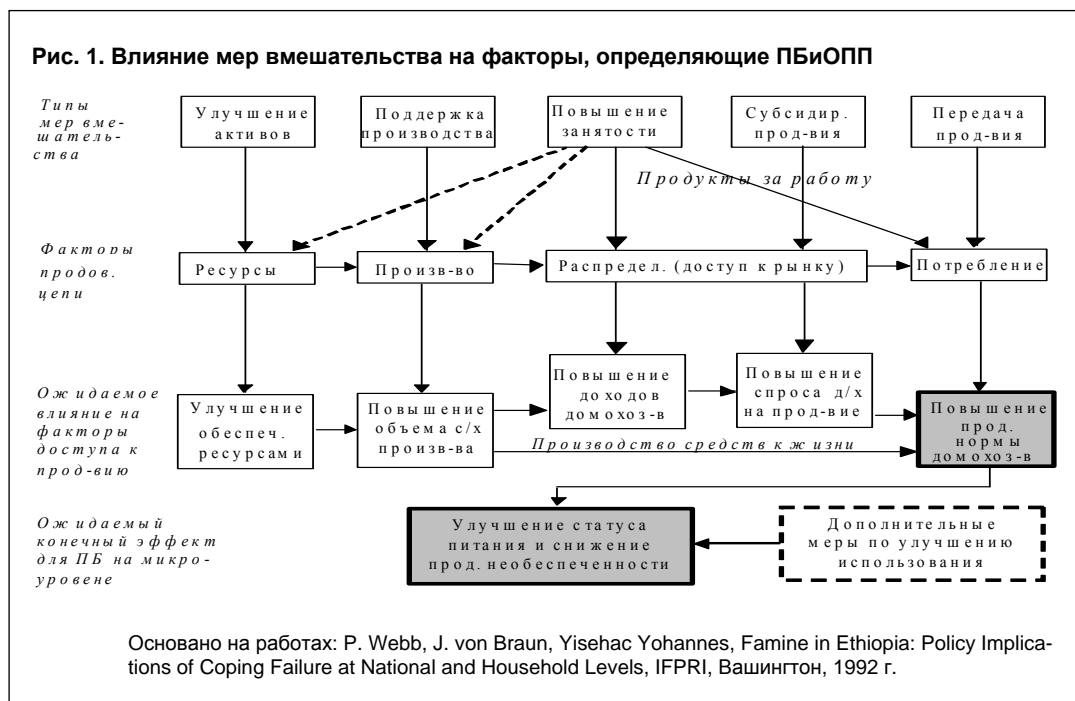 Рис. 1. Влияние мер вмешательства на факторы, определяющие ПБиОПП
Типы
мер вме-
шатель-
ства
Улучшение
активов
Поддержка
производства
Повышение
занятости
Субсидир.
прод-вия
Передача
прод-вия
Продукты за работу
Факторы
продов.
цепи
Ресурсы
Произв-во
Распредел. (доступ к рынку)
Потребление
Ожидаемое
влияние на
факторы
доступа к
прод-вию
Улучшение
обеспеч.
ресурсами
Повышение
объема с/х
произв-ва
Повышение
доходов
домохоз-в
Повышение
спроса д/х
на прод-вие
Повышение
прод.
нормы
домохоз-в
Производство средств к жизни
Ожидаемый
конечный эффект
для ПБ на микро-
уровене
Улучшение статуса
питания и снижение
прод. необеспеченности
Дополнительные
меры по улучшению
использования
Основано на работах: P. Webb, J. von Braun, Yisehac Yohannes, Famine in Ethiopia: Policy Implica-
tions of Coping Failure at National and Household Levels, IFPRI, Вашингтон, 1992 г.